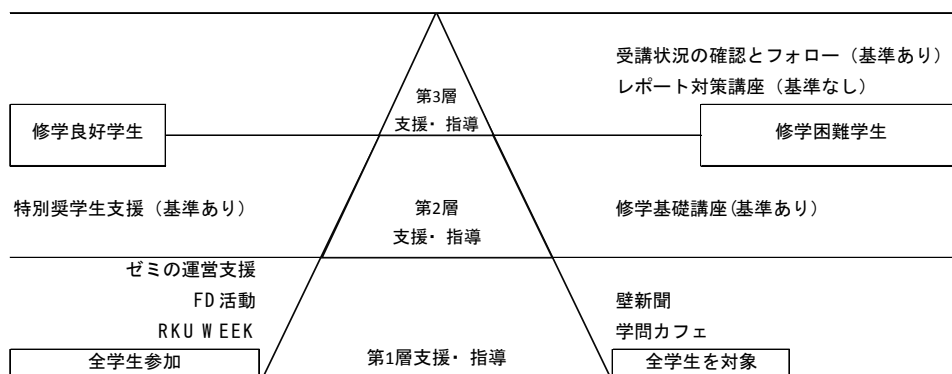 受講状況の確認とフォロー（基準あり）
レポート対策講座（基準なし）
第3層
支援・指導
修学良好学生
修学困難学生
特別奨学生支援（基準あり）
第2層
支援・指導
修学基礎講座(基準あり）
ゼミの運営支援
FD活動
RKU WEEK
壁新聞
学問カフェ
全学生参加
第1層支援・指導
全学生を対象